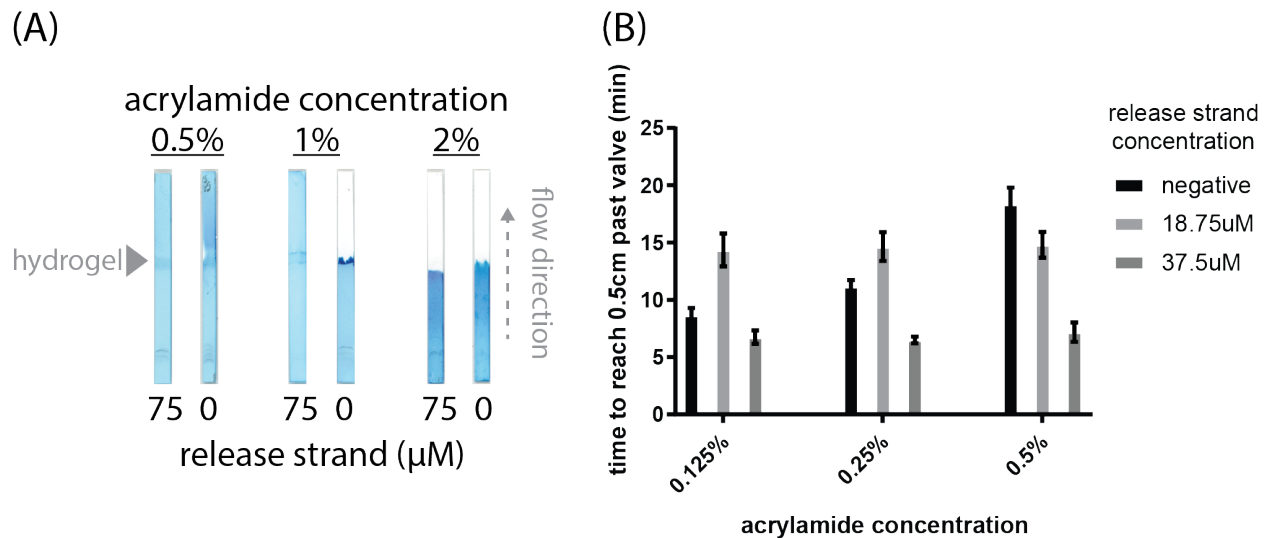 (A)
acrylamide concentration
0.5% 1% 2%
hydrogel
flow direction
75 0 75 0 75 0
release strand (μM)
(B)
time to reach 0.5cm past valve (min)
25
20
15
10
5
0
0.125% 0.25% 0.5%
acrylamide concentration
release strand
concentration
negative
18.75uM
37.5uM